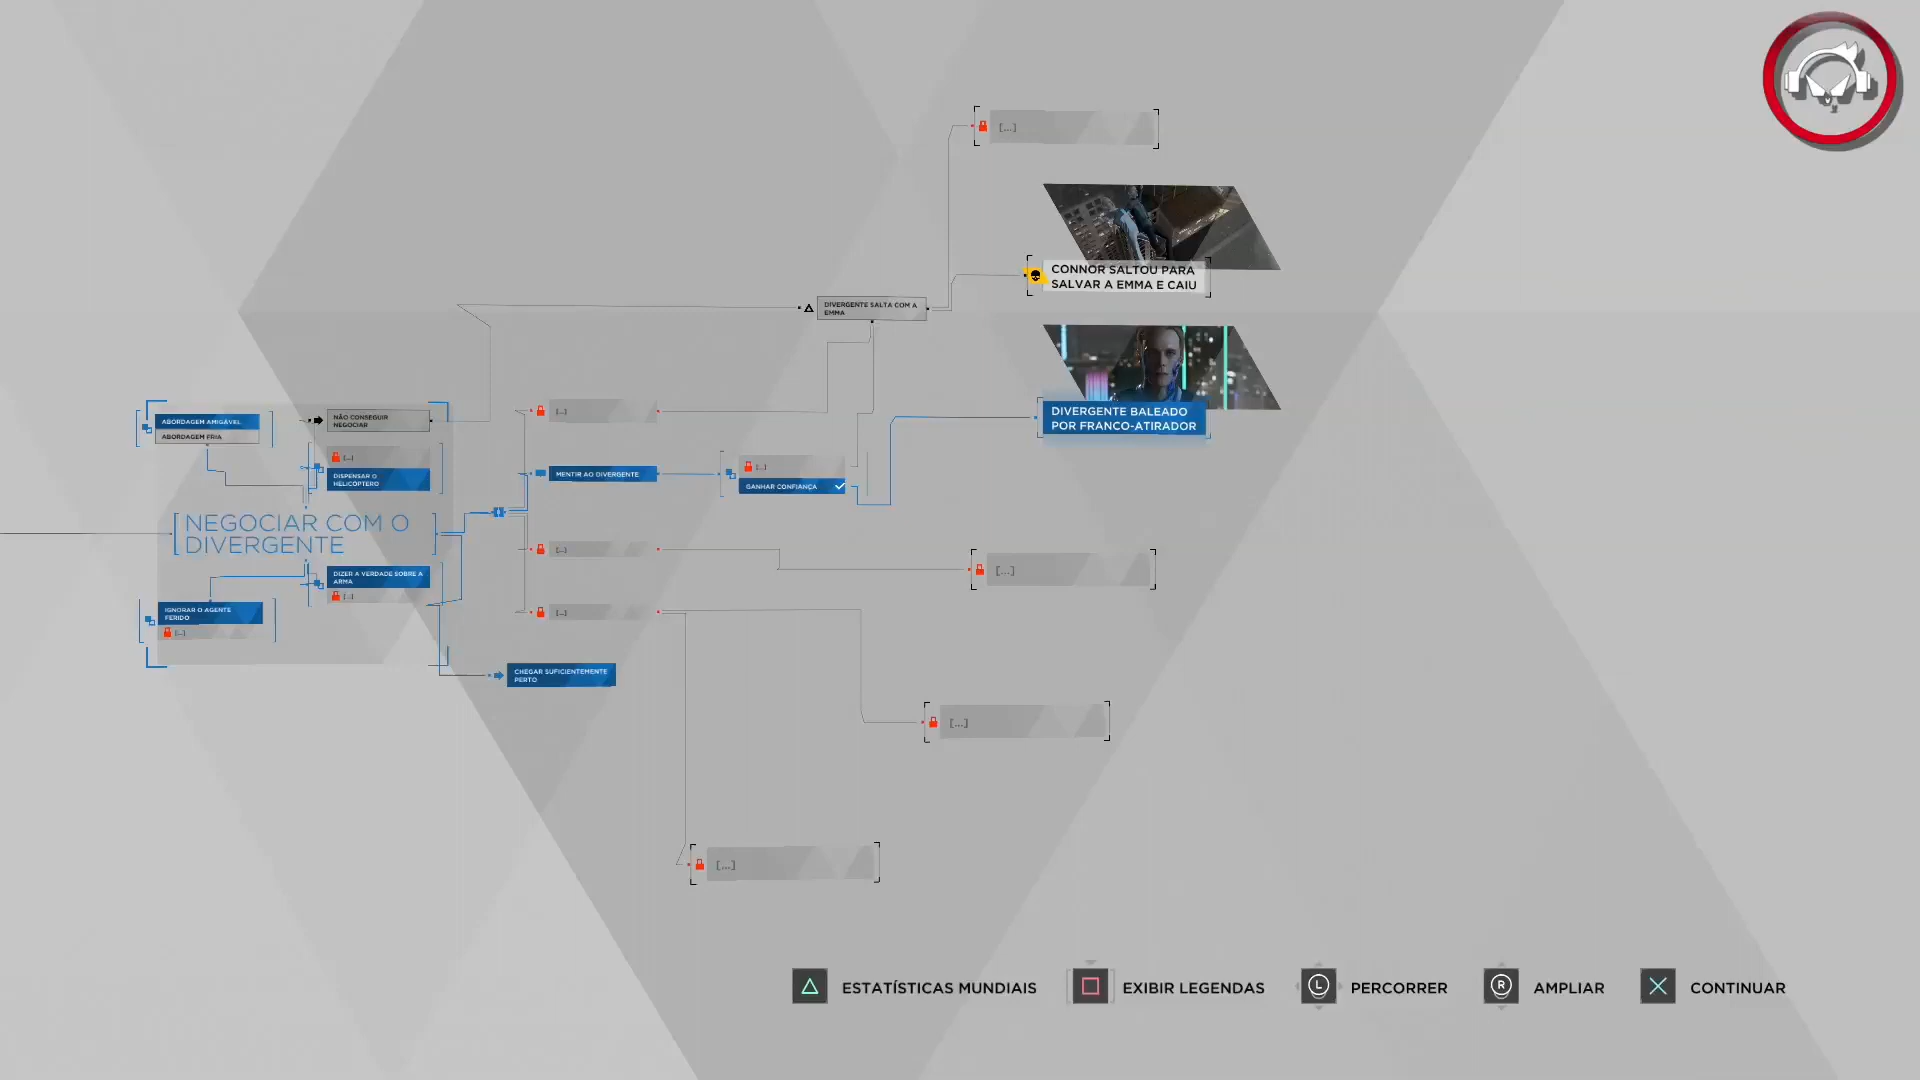 [...]
CONNOR SALTOU PARA
SALVAR A EMMA E CAIU
DIVERGENTE SALTA COM A
EMMA
DIVERGENTE BALEADO
POR FRANCO-ATIRADOR
ABORDAGEM AMIGÁVEL
ABORDAGEM FRIA
NÃO CONSEGUIR
NEGOCIAR
[...]
DISPENSAR O
HELICÓPTERO
[...]
MENTIR AO DIVERGENTE
[...]
GANHAR CONFIANÇA
NEGOCIAR COM O
DIVERGENTE
[...]
[...]
DIZER A VERDADE SOBRE A
ARMA
[...]
IGNORAR O AGENTE
FERIDO
[...]
[...]
CHEGAR SUFICIENTEMENTE
PERTO
[...]
[...]
ESTATÍSTICAS MUNDIAIS
EXIBIR LEGENDAS
L PERCORRER
R AMPLIAR
CONTINUAR